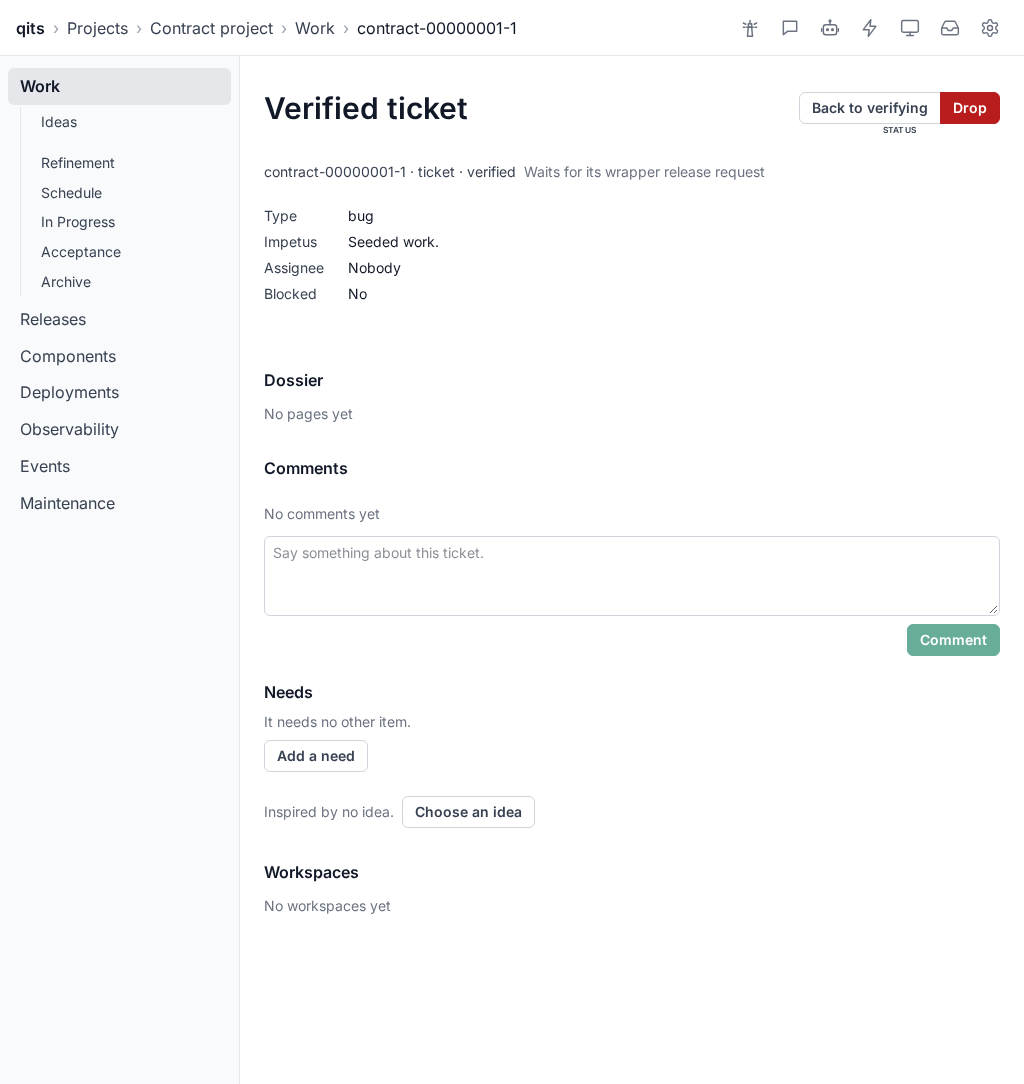 qits › Projects › Contract project › Work › contract-00000001-1
Work
Ideas
Refinement
Schedule
In Progress
Acceptance
Archive
Releases
Components
Deployments
Observability
Events
Maintenance
Verified ticket
Back to verifying Drop
STATUS
contract-00000001-1 · ticket · verified Waits for its wrapper release request
Type bug
Impetus Seeded work.
Assignee Nobody
Blocked No
Dossier
No pages yet
Comments
No comments yet
Say something about this ticket.
Comment
Needs
It needs no other item.
Add a need
Inspired by no idea. Choose an idea
Workspaces
No workspaces yet